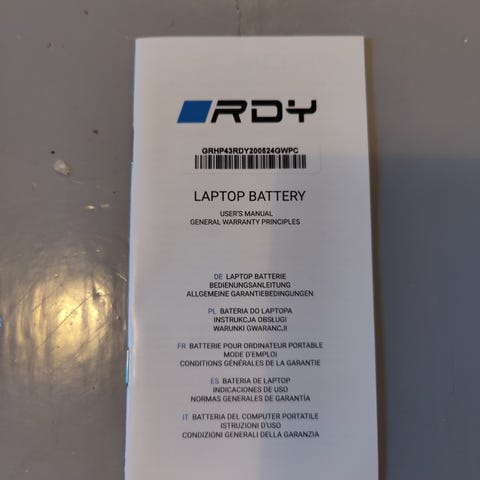 RDY
GRHP43RDY200524GWPC
LAPTOP BATTERY
USER'S MANUAL
GENERAL WARRANTY PRINCIPLES
DE LAPTOP BATTERIE
BEDIENUNGSANLEITUNG
ALLGEMEINE GARANTIEBEDINGUNGEN
PL BATERIA DO LAPTOPA
INSTRUKCJA OBSŁUGI
WARUNKI GWARANCJI
FR BATTERIE POUR ORDINATEUR PORTABLE
MODE D'EMPLOI
CONDITIONS GÉNÉRALES DE LA GARANTIE
ES BATERIA DE LAPTOP
INDICACIONES DE USO
NORMAS GENERALES DE GARANTÍA
IT BATTERIA DEL COMPUTER PORTATILE
ISTRUZIONI D'USO
CONDIZIONI GENERALI DELLA GARANZIA